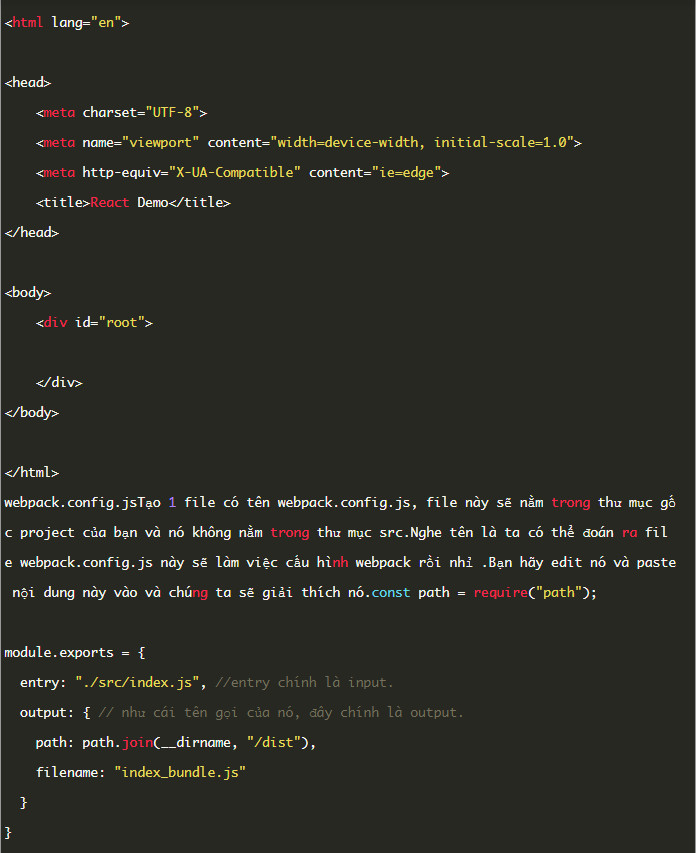 <html lang="en">
<head>
<meta charset="UTF-8">
<meta name="viewport" content="width=device-width, initial-scale=1.0">
<meta http-equiv="X-UA-Compatible" content="ie=edge">
<title>React Demo</title>
</head>
<body>
<div id="root">
</div>
</body>
</html>
webpack.config.jsTạo 1 file có tên webpack.config.js, file này sẽ nằm trong thư mục gố
c project của bạn và nó không nằm trong thư mục src.Nghe tên là ta có thể đoán ra fil
e webpack.config.js này sẽ làm việc cấu hình webpack rồi nhỉ .Bạn hãy edit nó và paste
nội dung này vào và chúng ta sẽ giải thích nó.const path = require("path");
module.exports = {
entry: "./src/index.js", //entry chính là input.
output: { // như cái tên gọi của nó, đây chính là output.
path: path.join(__dirname, "/dist"),
filename: "index_bundle.js"
}
}